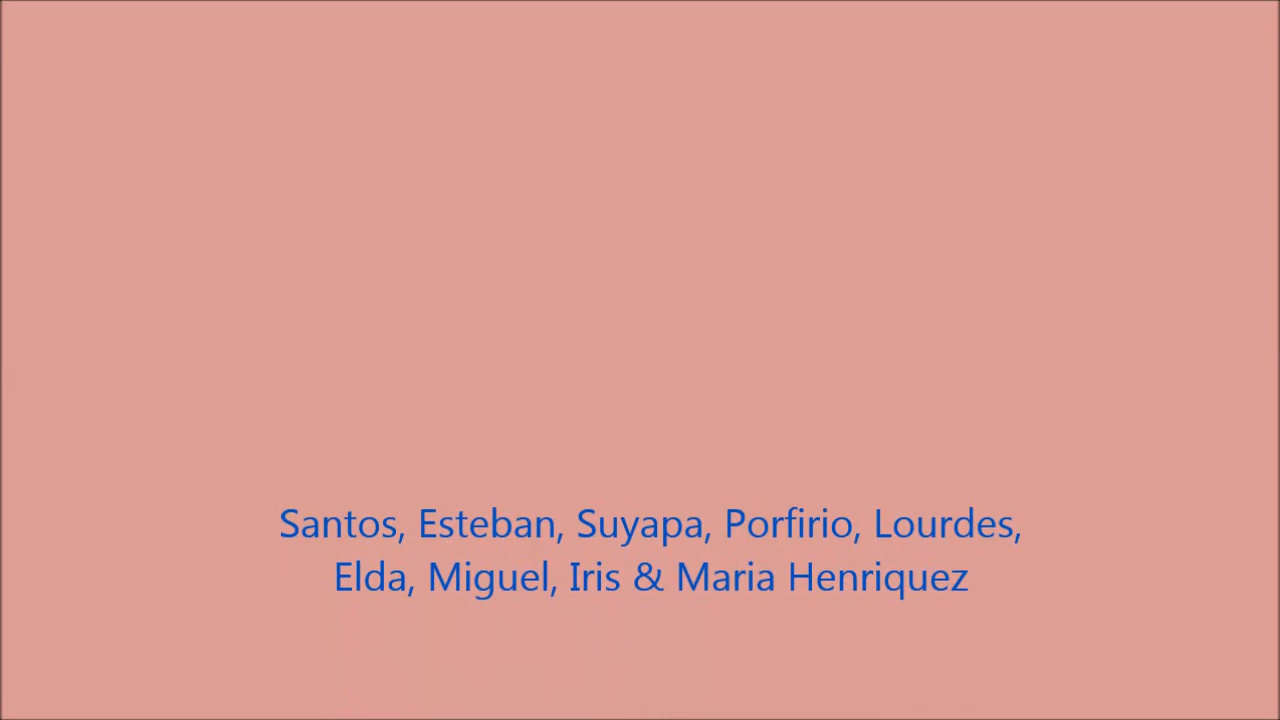 Santos, Esteban, Suyapa, Porfirio, Lourdes,
Elda, Miguel, Iris & Maria Henriquez